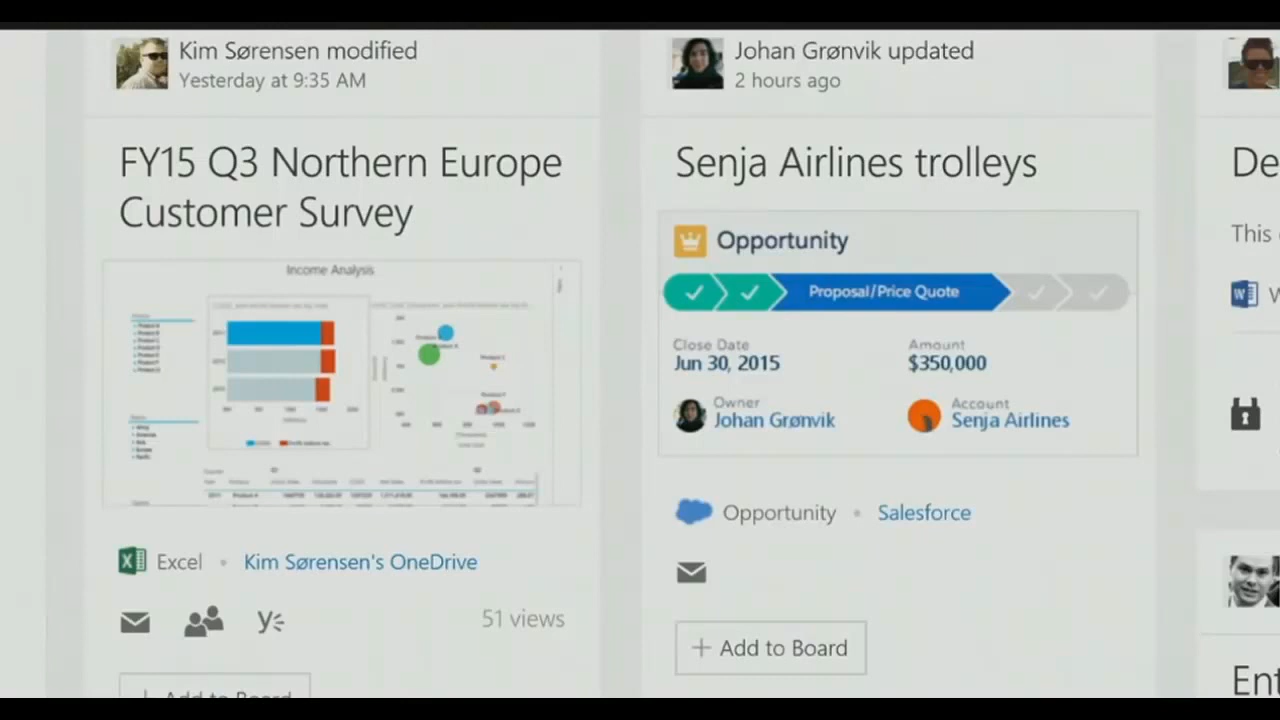 Kim Sørensen modified
Yesterday at 9:35 AM
FY15 Q3 Northern Europe
Customer Survey
Income Analysis
Excel • Kim Sørensen's OneDrive
51 views
Add to Board
Johan Grønvik updated
2 hours ago
Senja Airlines trolleys
Opportunity
Proposal/Price Quote
Close Date
Jun 30, 2015
Amount
$350,000
Owner
Johan Grønvik
Account
Senja Airlines
Opportunity • Salesforce
+ Add to Board
De
This
W
Ent